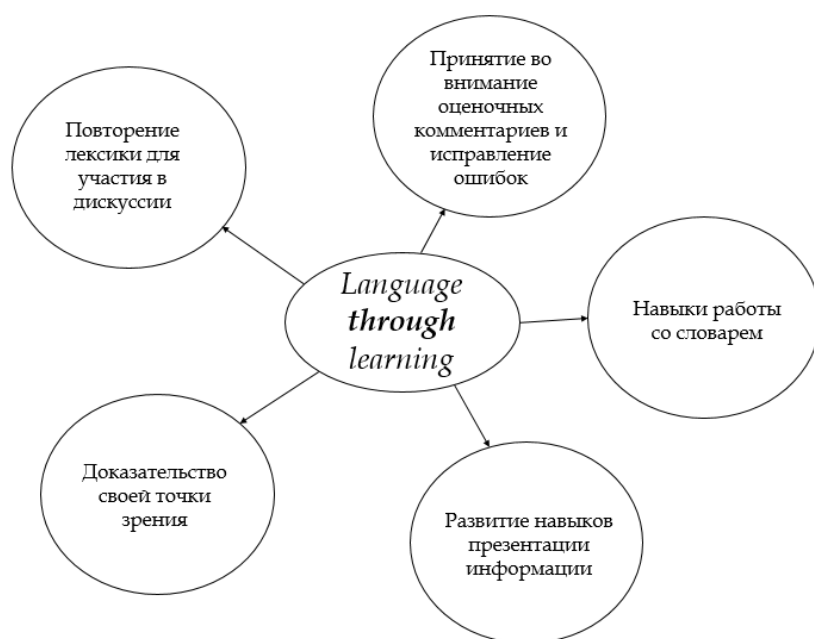 Принятие во
внимание
оценочных
комментариев и
исправление
ошибок
Повторение
лексики для
участия в
дискуссии
Language
through
learning
Навыки работы
со словарем
Доказательство
своей точки
зрения
Развитие навыков
презентации
информации